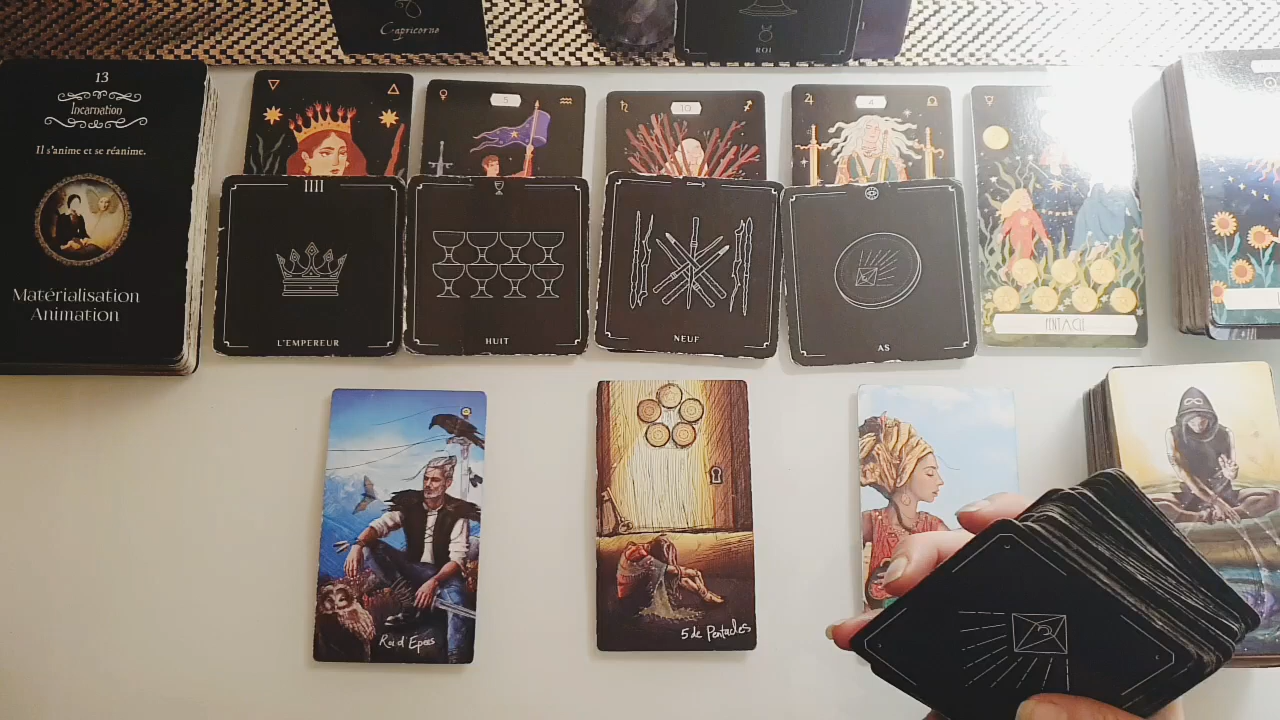 Capricorne
ROI
13
Incarnation
Il s'anime et se réanime.
Matérialisation
Animation
5
10
4
IIII
L'EMPEREUR
HUIT
NEUF
AS
PENTACLE
Roi d'Epées
5 de Pentacles